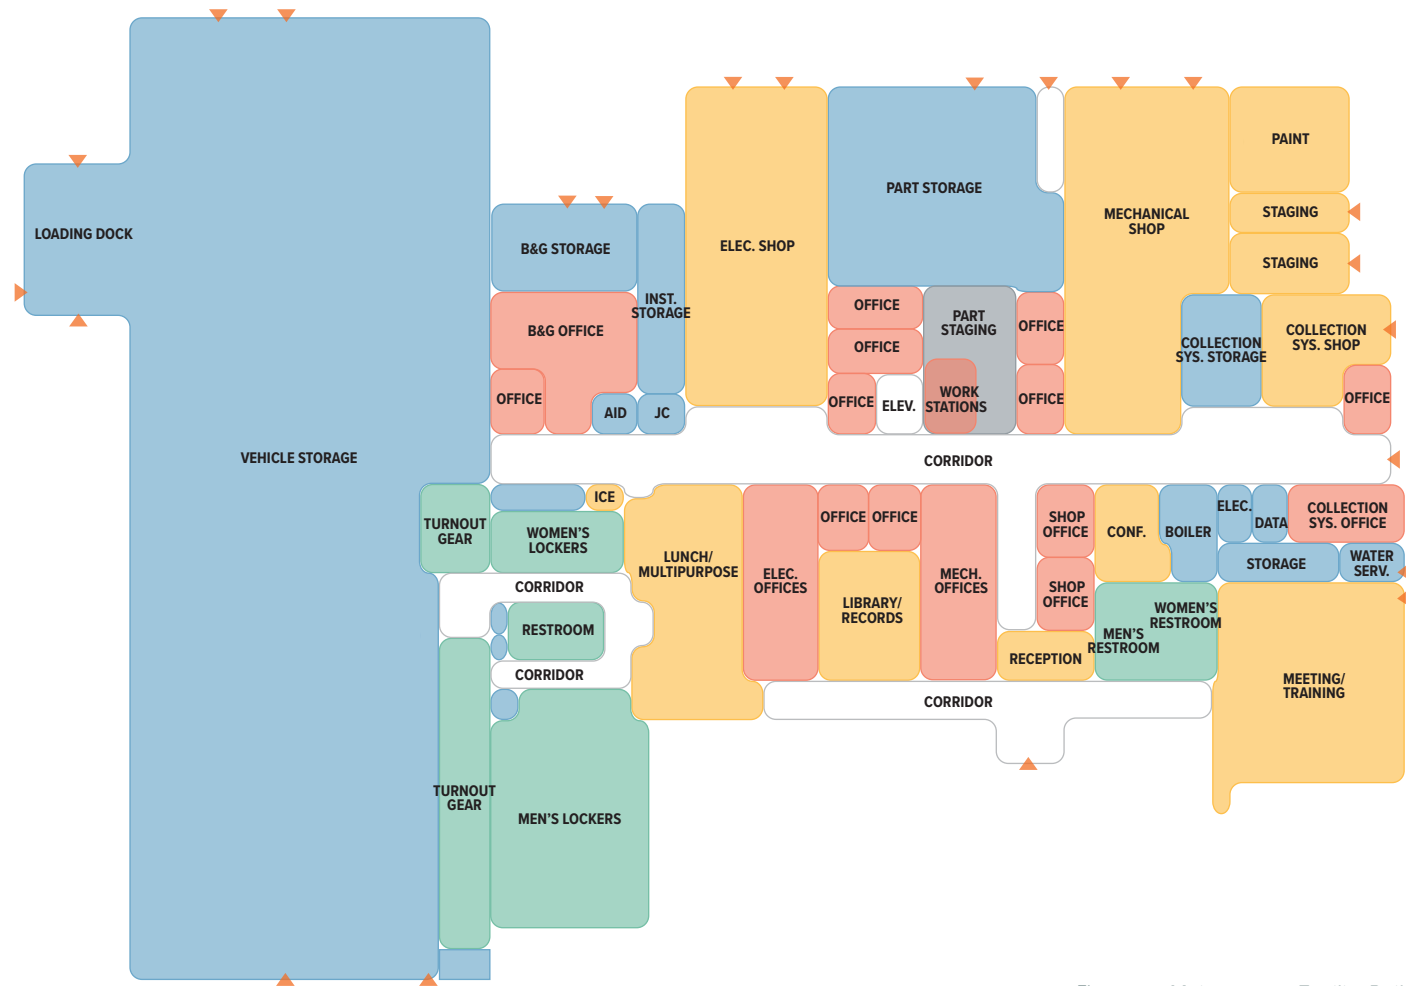 PAINT
LOADING DOCK
PART STORAGE
STAGING
MECHANICAL
SHOP
B&G STORAGE
ELEC. SHOP
STAGING
INST.
STORAGE
B&G OFFICE
OFFICE
PART
STAGING
OFFICE
COLLECTION
SYS. SHOP
OFFICE
COLLECTION
SYS. STORAGE
OFFICE
AID
JC
OFFICE
ELEV.
WORK
STATIONS
OFFICE
OFFICE
VEHICLE STORAGE
CORRIDOR
ICE
TURNOUT
GEAR
WOMEN'S
LOCKERS
LUNCH/
MULTIPURPOSE
OFFICE
OFFICE
SHOP
OFFICE
CONF.
BOILER
ELEC.
DATA
COLLECTION
SYS. OFFICE
ELEC.
OFFICES
MECH.
OFFICES
STORAGE
WATER
SERV.
CORRIDOR
SHOP
OFFICE
LIBRARY/
RECORDS
WOMEN'S
RESTROOM
RESTROOM
MEN'S
RESTROOM
RECEPTION
CORRIDOR
MEETING/
TRAINING
CORRIDOR
TURNOUT
GEAR
MEN'S LOCKERS